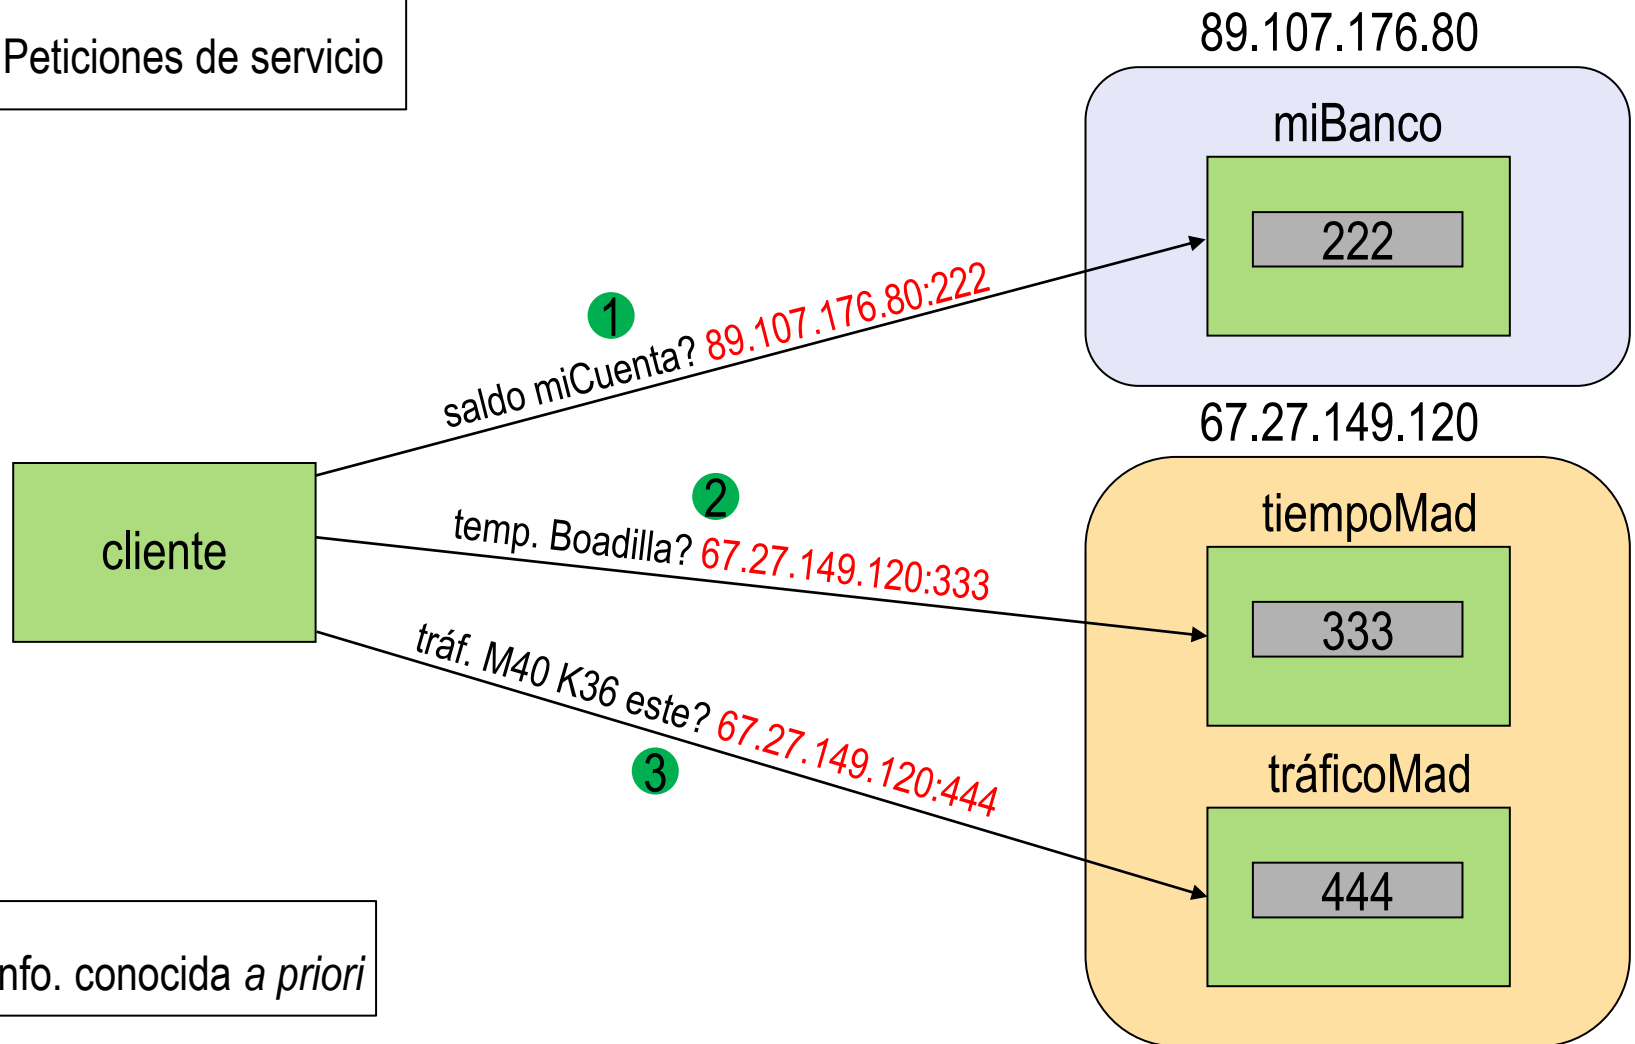 Peticiones de servicio
89.107.176.80
miBanco
222
1
saldo miCuenta? 89.107.176.80:222
67.27.149.120
cliente
2
temp. Boadilla? 67.27.149.120:333
tiempoMad
333
tráf. M40 K36 este? 67.27.149.120:444
3
tráficoMad
444
nfo. conocida a priori